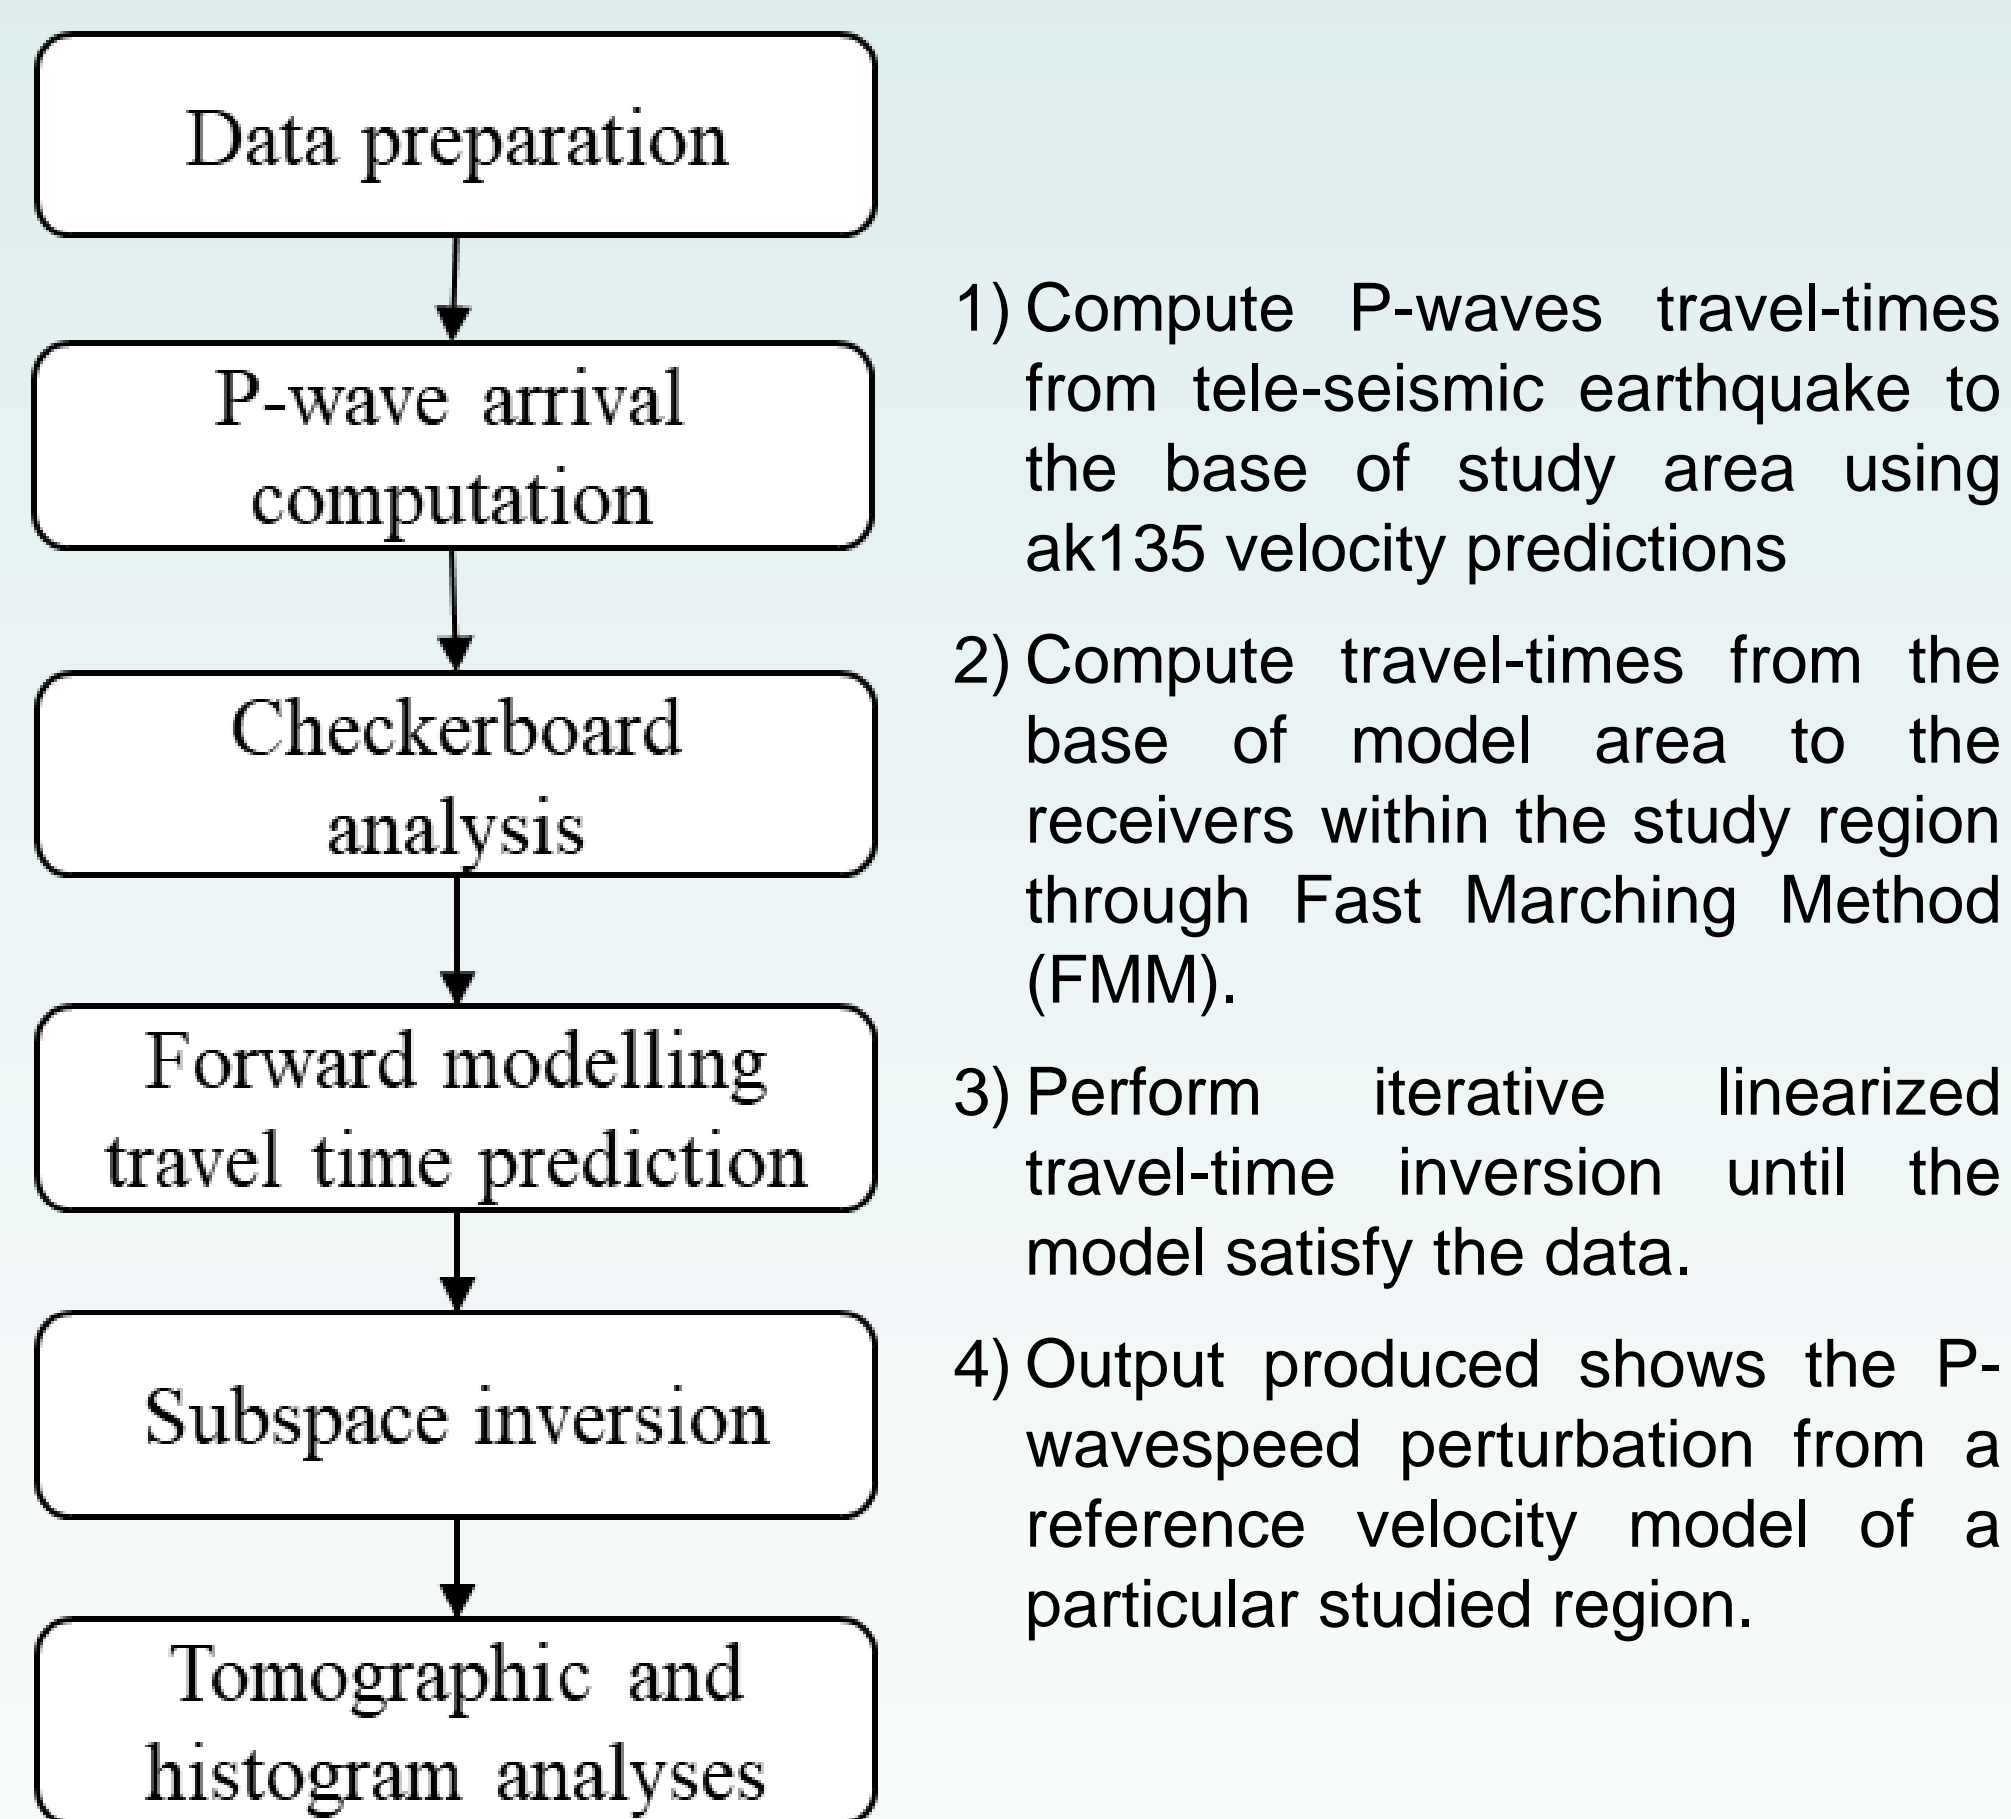 Data preparation
P-wave arrival
computation
Checkerboard
analysis
Forward modelling
travel time prediction
Subspace inversion
Tomographic and
histogram analyses
1) Compute P-waves travel-times
from tele-seismic earthquake to
the base of study area using
ak135 velocity predictions
2) Compute travel-times from the
base of model area to the
receivers within the study region
through Fast Marching Method
(FMM).
3) Perform iterative linearized
travel-time inversion until the
model satisfy the data.
4) Output produced shows the P-
wavespeed perturbation from a
reference velocity model of a
particular studied region.